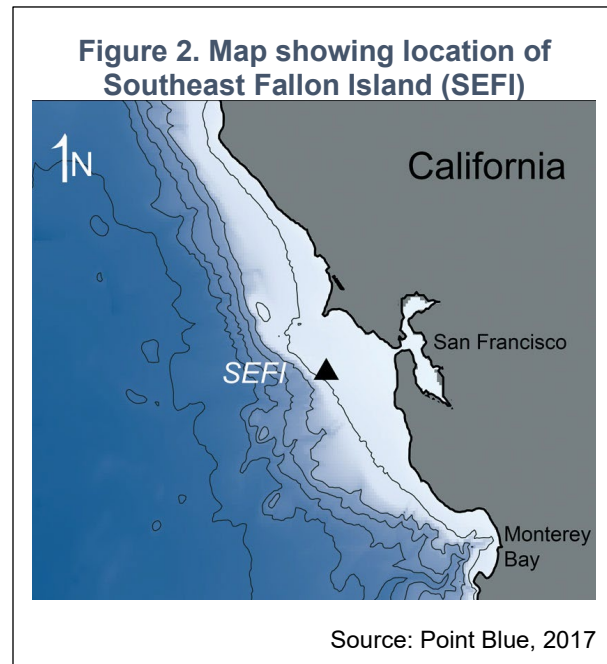 Figure 2. Map showing location of
Southeast Fallon Island (SEFI)
N
California
San Francisco
SEFI
Monterey
Bay
Source: Point Blue, 2017